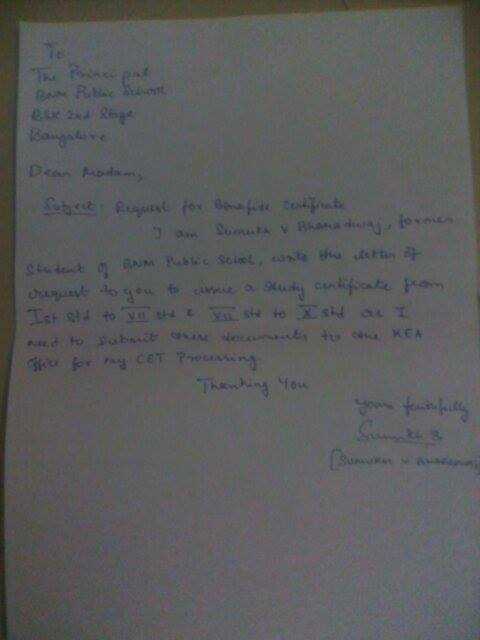 To
The Principal
BNM Public School
BSK 2nd Stage
Bangalore
Dear Madam,
Subject: Request for Bonafide Certificate
I am Sumukh V Bharadwaj, former
Student of BNM Public School, write this letter of
request to you to issue a study certificate from
Ist Std to VII std & VII std to X std as I
need to submit these documents to the KEA
office for my CET Processing.
Thanking You
Yours faithfully
Sumukh B
(SUMUKH V BHARADWAJ)